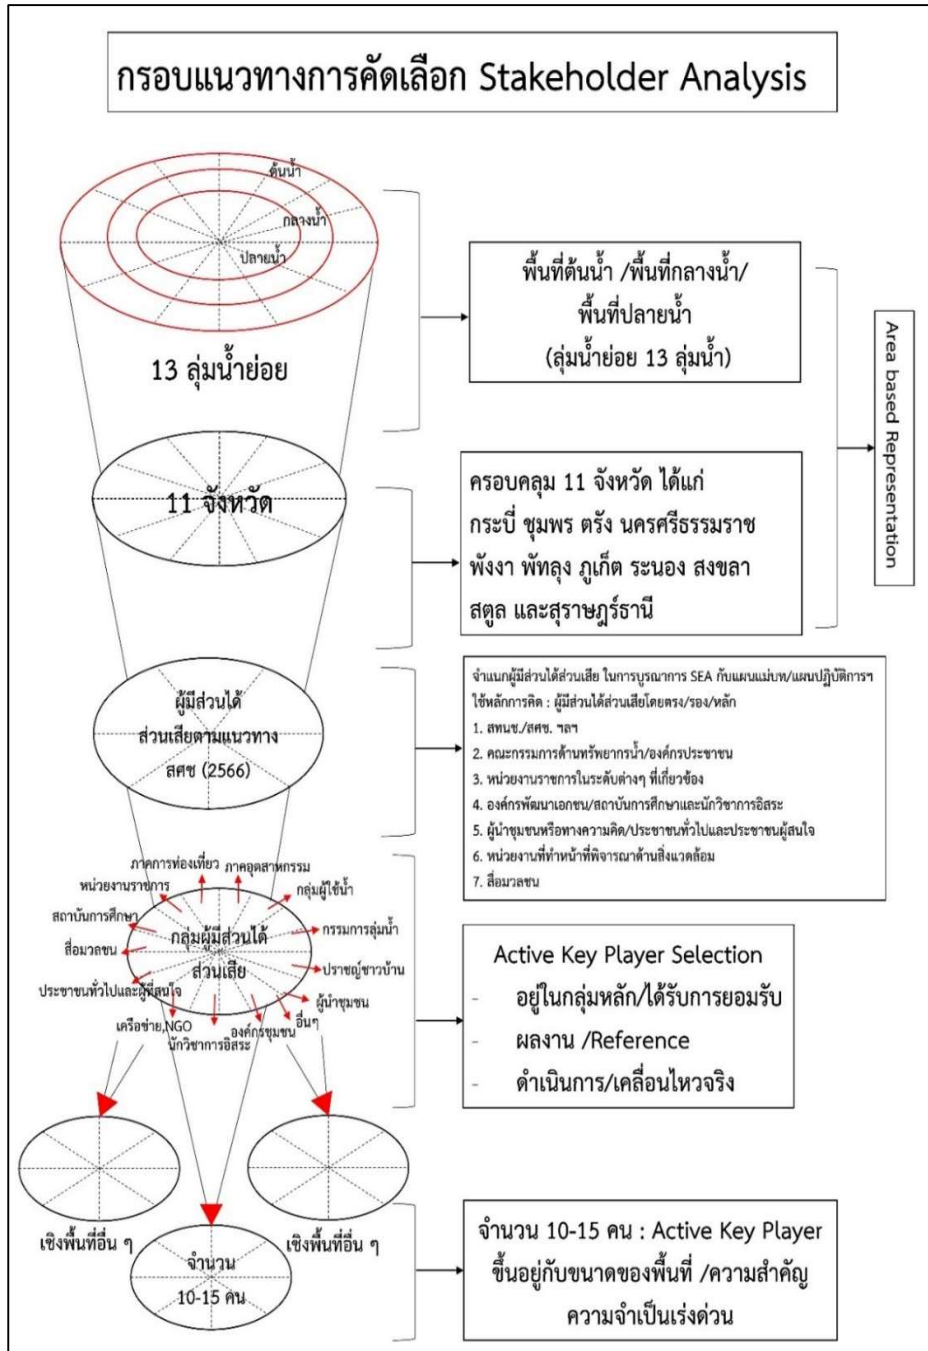 กรอบแนวทางการคัดเลือก Stakeholder Analysis
ต้นน้ำ
กลางน้ำ
ปลายน้ำ
13 ลุ่มน้ำย่อย
พื้นที่ต้นน้ำ /พื้นที่กลางน้ำ/
พื้นที่ปลายน้ำ
(ลุ่มน้ำย่อย 13 ลุ่มน้ำ)
Area based Representation
11 จังหวัด
ครอบคลุม 11 จังหวัด ได้แก่
กระบี่ ชุมพร ตรัง นครศรีธรรมราช
พังงา พัทลุง ภูเก็ต ระนอง สงขลา
สตูล และสุราษฎร์ธานี
ผู้มีส่วนได้
ส่วนเสียตามแนวทาง
สศช (2566)
จำแนกผู้มีส่วนได้ส่วนเสีย ในการบูรณาการ SEA กับแผนแม่บท/แผนปฏิบัติการฯ
ใช้หลักการคิด : ผู้มีส่วนได้ส่วนเสียโดยตรง/รอง/หลัก
1. สทนช./สศช. ฯลฯ
2. คณะกรรมการด้านทรัพยากรน้ำ/องค์กรประชาชน
3. หน่วยงานราชการในระดับต่างๆ ที่เกี่ยวข้อง
4. องค์กรพัฒนาเอกชน/สถาบันการศึกษาและนักวิชาการอิสระ
5. ผู้นำชุมชนหรือทางความคิด/ประชาชนทั่วไปและประชาชนผู้สนใจ
6. หน่วยงานที่ทำหน้าที่พิจารณาด้านสิ่งแวดล้อม
7. สื่อมวลชน
ภาคการท่องเที่ยว
ภาคอุตสาหกรรม
หน่วยงานราชการ
กลุ่มผู้ใช้น้ำ
สถาบันการศึกษา
กรรมการลุ่มน้ำ
สื่อมวลชน
กลุ่มผู้มีส่วนได้
ส่วนเสีย
ปราชญ์ชาวบ้าน
ประชาชนทั่วไปและผู้ที่สนใจ
ผู้นำชุมชน
เครือข่าย,NGO
นักวิชาการอิสระ
องค์กรชุมชน
อื่นๆ
Active Key Player Selection
- อยู่ในกลุ่มหลัก/ได้รับการยอมรับ
- ผลงาน /Reference
- ดำเนินการ/เคลื่อนไหวจริง
เชิงพื้นที่อื่น ๆ
เชิงพื้นที่อื่น ๆ
จำนวน
10-15 คน
จำนวน 10-15 คน : Active Key Player
ขึ้นอยู่กับขนาดของพื้นที่ /ความสำคัญ
ความจำเป็นเร่งด่วน